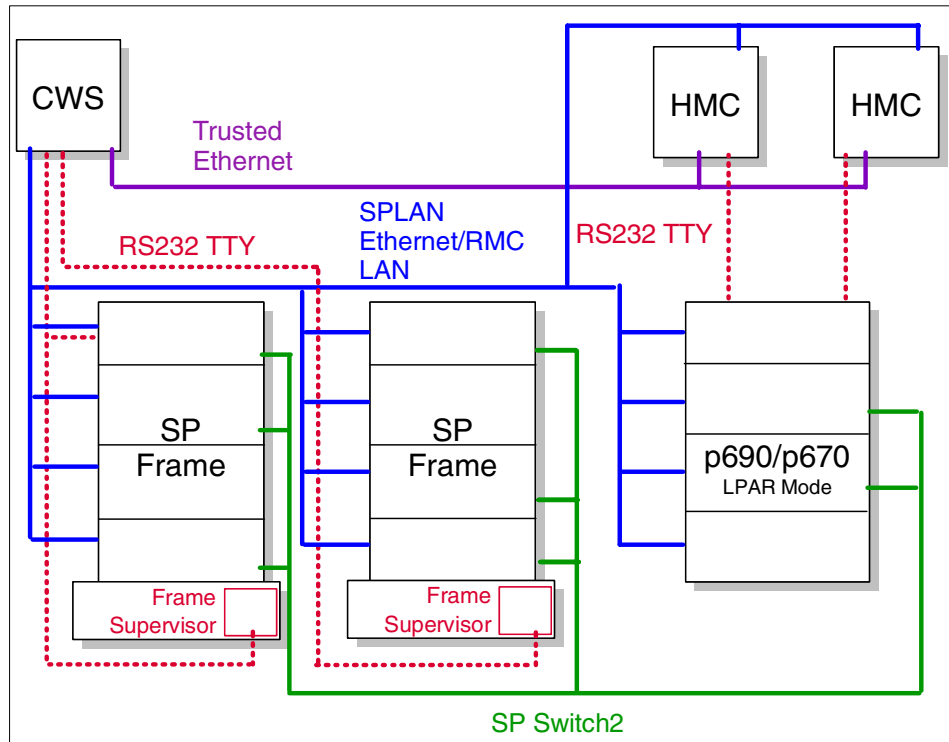 CWS
HMC
HMC
Trusted
Ethernet
SPLAN
Ethernet/RMC
LAN
RS232 TTY
RS232 TTY
SP
Frame
SP
Frame
p690/p670
LPAR Mode
Frame
Supervisor
Frame
Supervisor
SP Switch2